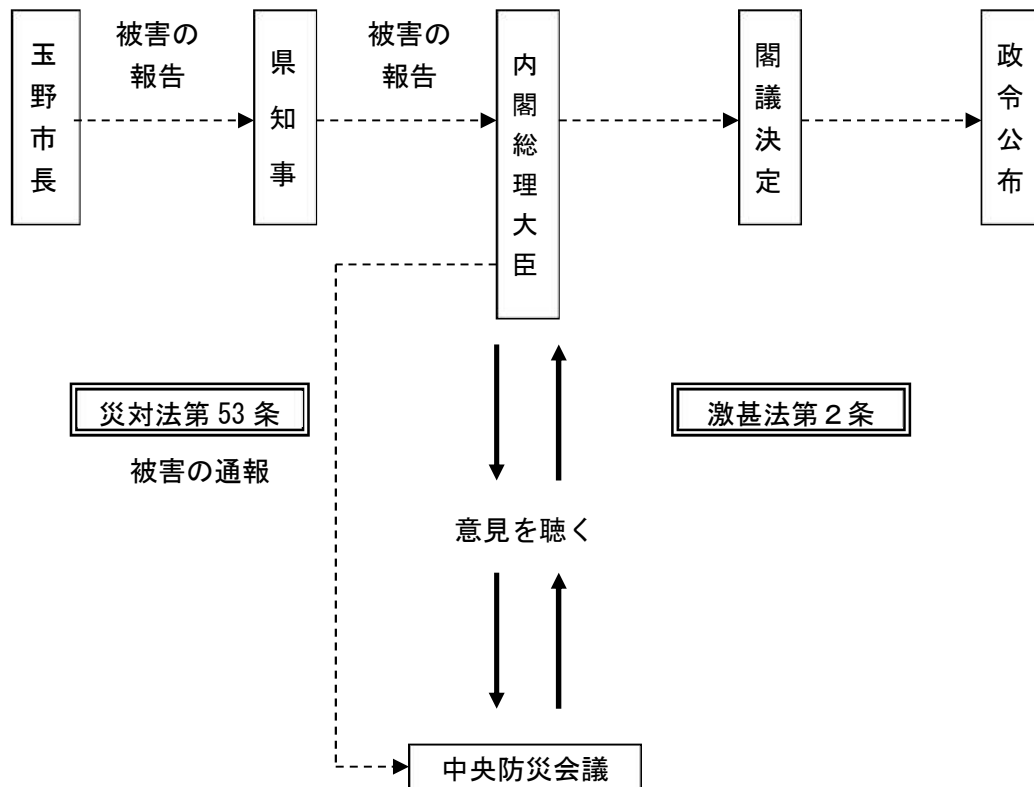 玉野市長
被害の
報告
県知事
被害の
報告
内閣総理大臣
閣議決定
政令公布
災対法第53条
被害の通報
激甚法第２条
意見を聴く
中央防災会議